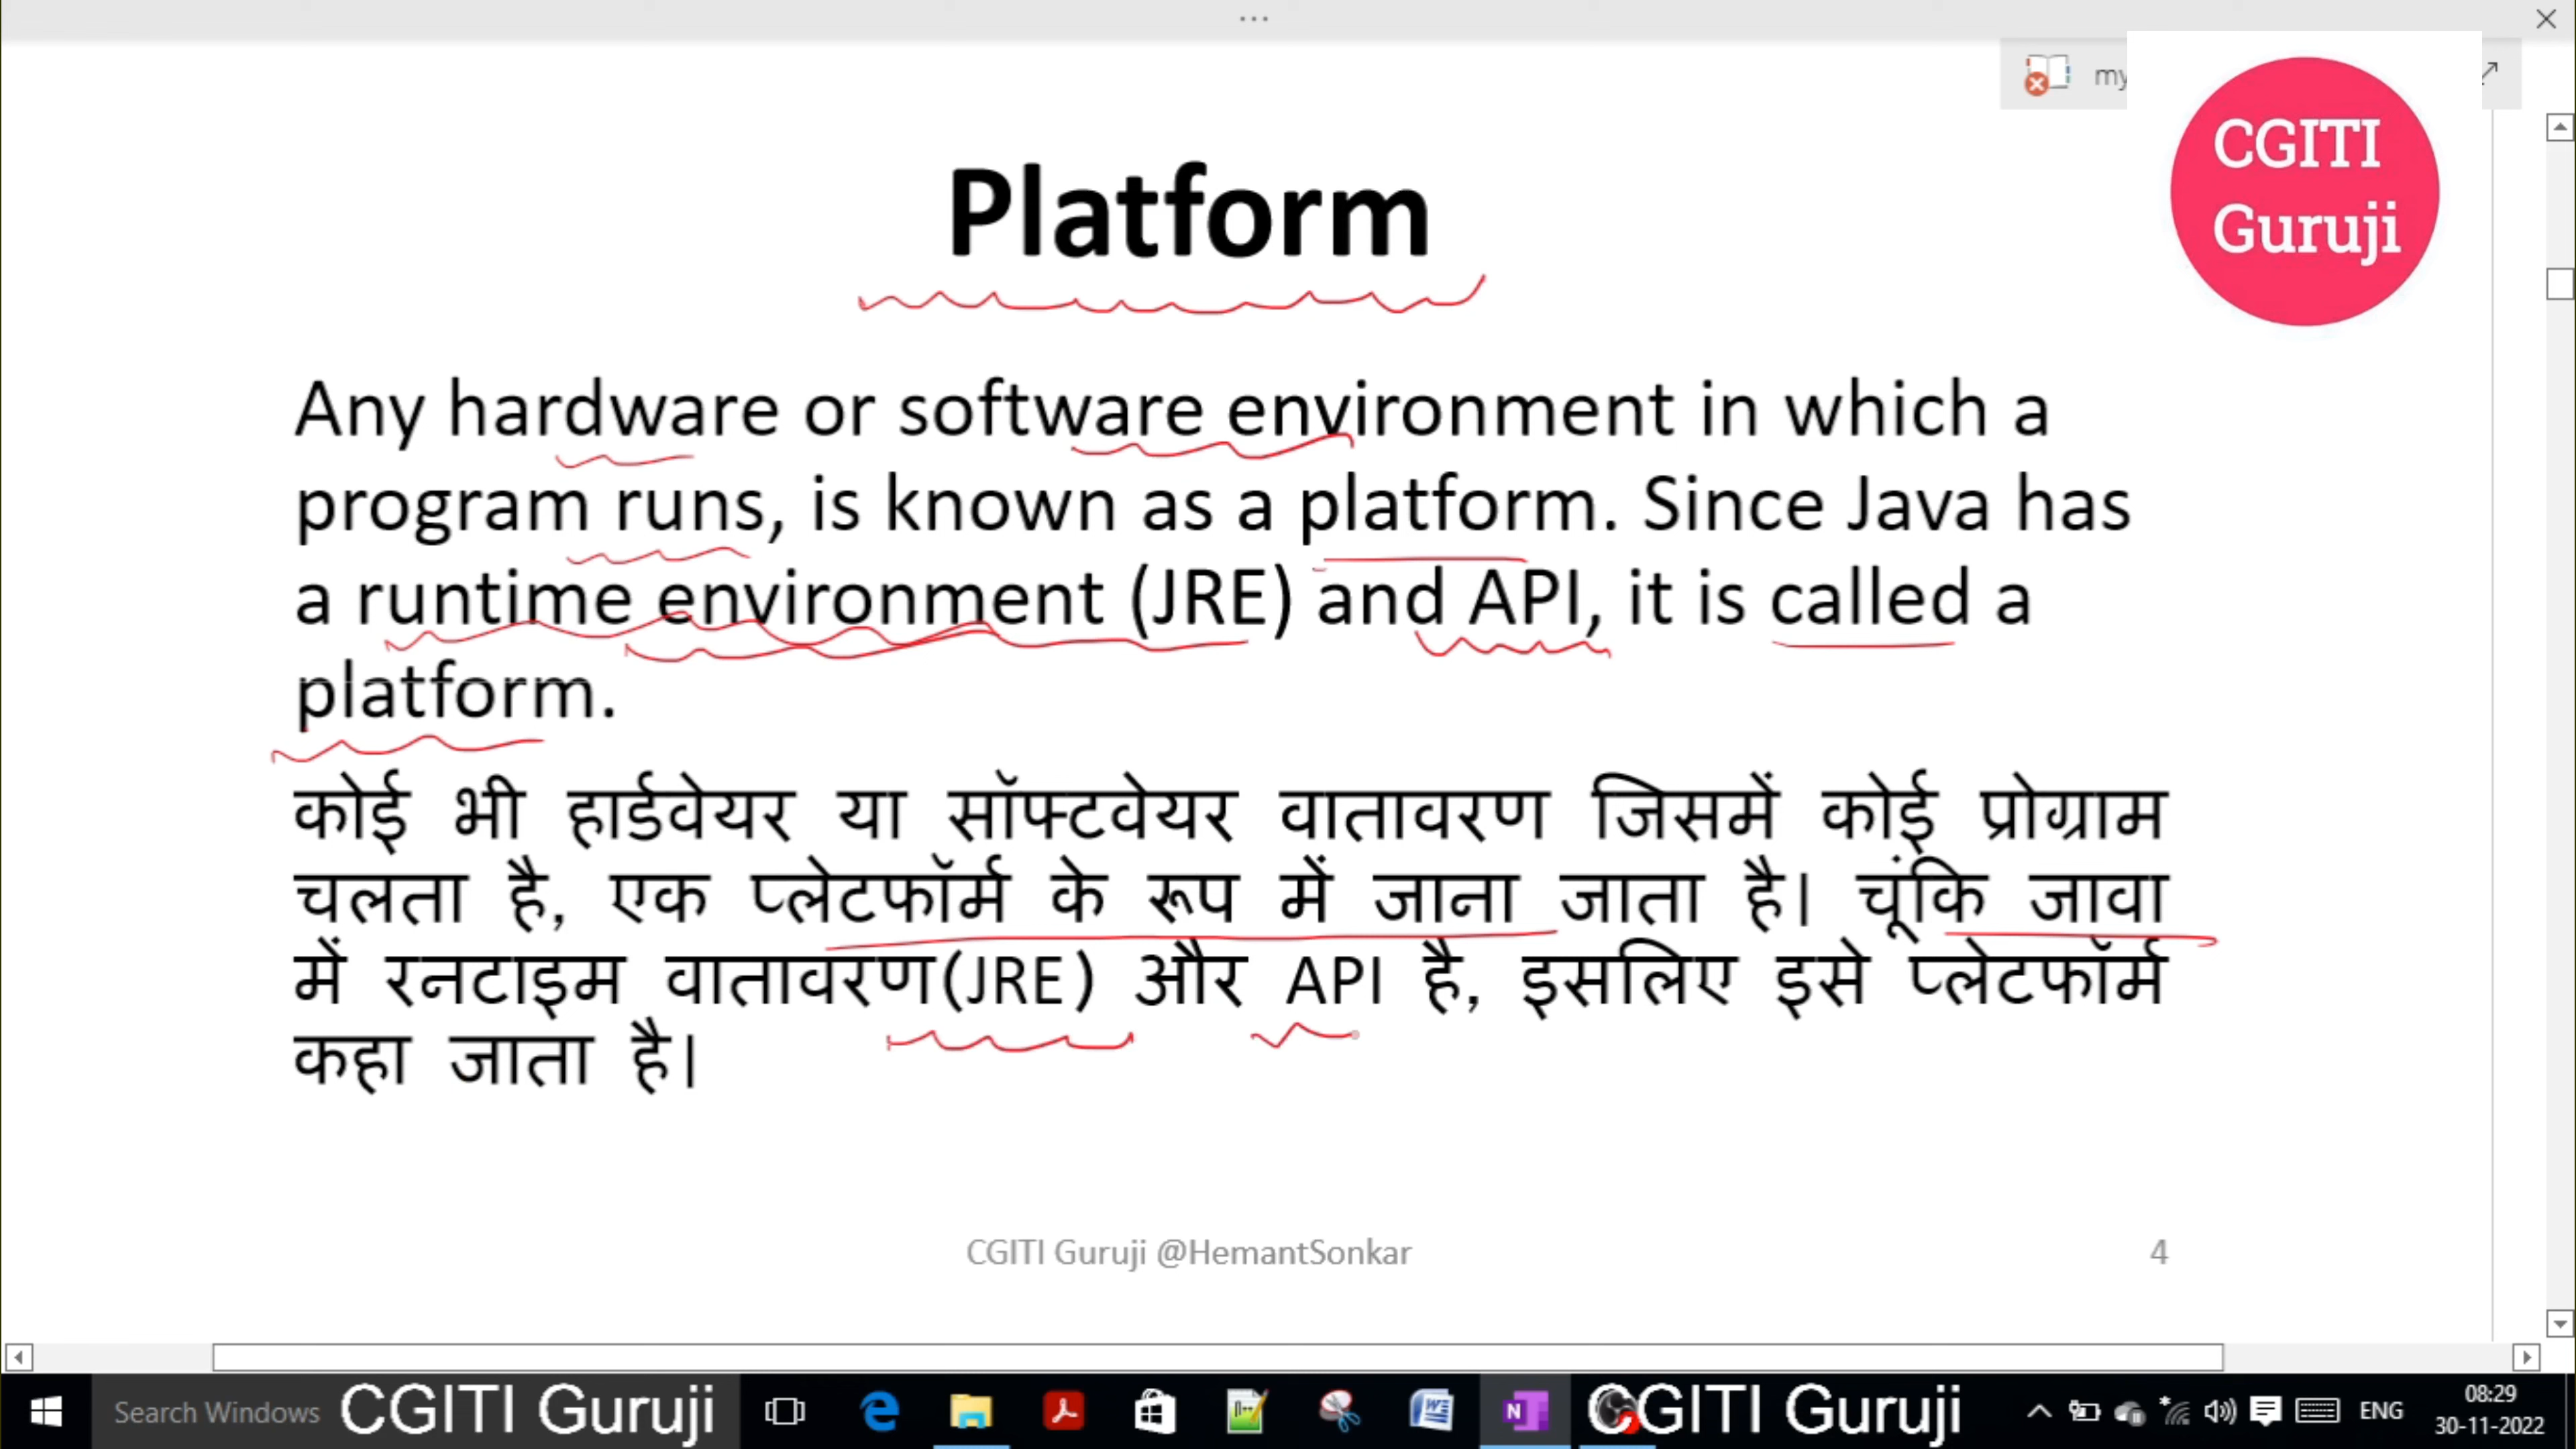 my
CGITI
Guruji
Platform
Any hardware or software environment in which a
program runs, is known as a platform. Since Java has
a runtime environment (JRE) and API, it is called a
platform.
कोई भी हार्डवेयर या सॉफ्टवेयर वातावरण जिसमें कोई प्रोग्राम
चलता है, एक प्लेटफॉर्म के रूप में जाना जाता है। चूंकि जावा
में रनटाइम वातावरण(JRE) और API है, इसलिए इसे प्लेटफॉर्म
कहा जाता है।
CGITI Guruji @HemantSonkar 4
Search Windows CGITI Guruji CGITI Guruji ENG 08:29
30-11-2022